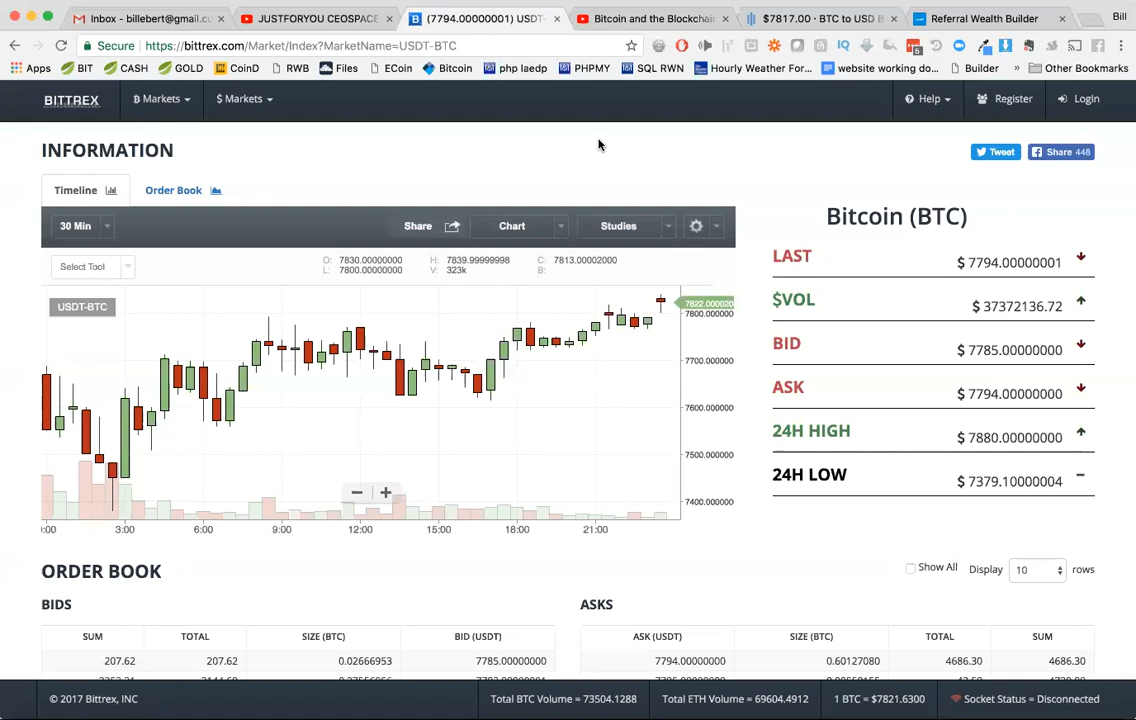 Inbox - billebert@gmail.cu
JUSTFORYOU CEOSPACE
(7794.00000001) USDT-
Bitcoin and the Blockchain
$7817.00 · BTC to USD B
Referral Wealth Builder
Bill
Secure https://bittrex.com/Market/Index?MarketName=USDT-BTC
Apps BIT CASH GOLD CoinD RWB Files ECoin Bitcoin php laedp PHPMY SQL RWN Hourly Weather For... website working do... Builder » Other Bookmarks
BITTREX
฿ Markets
$ Markets
Help
Register
Login
INFORMATION
Tweet
Share 448
Timeline
Order Book
30 Min
Share
Chart
Studies
Select Tool
O: 7830.00000000 H: 7839.99999998 C: 7813.00002000
L: 7800.00000000 V: 323k B:
USDT-BTC
7822.000020
7800.000000
7700.000000
7600.000000
7500.000000
7400.000000
:00 3:00 6:00 9:00 12:00 15:00 18:00 21:00
Bitcoin (BTC)
LAST $ 7794.00000001
$VOL $ 37372136.72
BID $ 7785.00000000
ASK $ 7794.00000000
24H HIGH $ 7880.00000000
24H LOW $ 7379.10000004
ORDER BOOK
Show All Display 10 rows
BIDS
SUM TOTAL SIZE (BTC) BID (USDT)
207.62 207.62 0.02666953 7785.00000000
ASKS
ASK (USDT) SIZE (BTC) TOTAL SUM
7794.00000000 0.60127080 4686.30 4686.30
© 2017 Bittrex, INC
Total BTC Volume = 73504.1288
Total ETH Volume = 69604.4912
1 BTC = $7821.6300
Socket Status = Disconnected